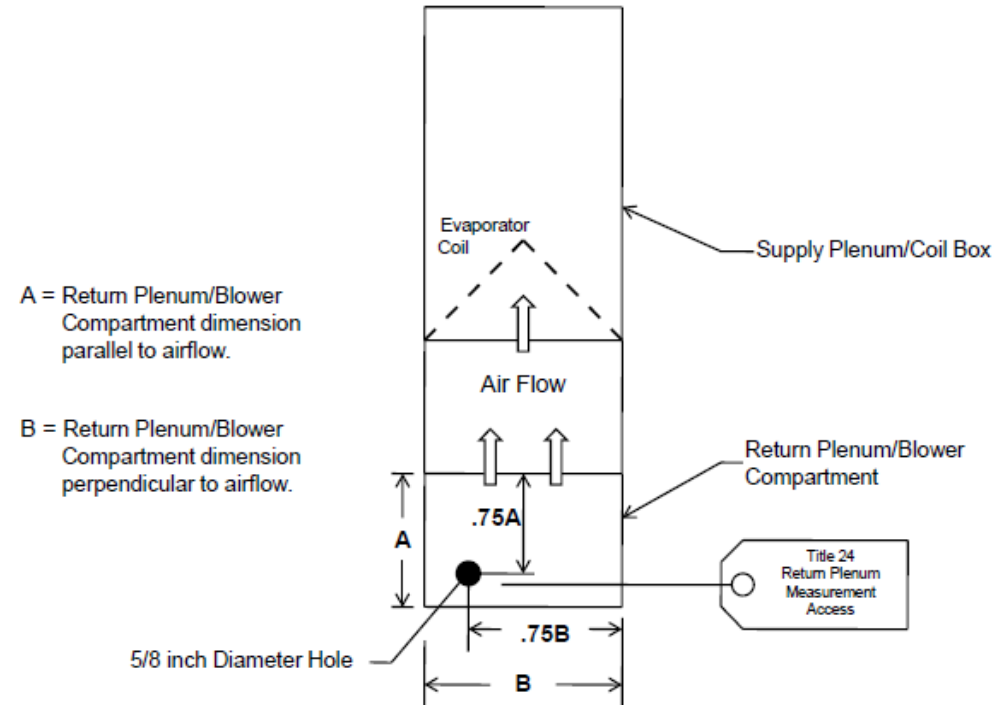 Evaporator
Coil
Supply Plenum/Coil Box
A = Return Plenum/Blower
Compartment dimension
parallel to airflow.
Air Flow
B = Return Plenum/Blower
Compartment dimension
perpendicular to airflow.
Return Plenum/Blower
Compartment
.75A
A
Title 24
Return Plenum
Measurement
Access
.75B
5/8 inch Diameter Hole
B